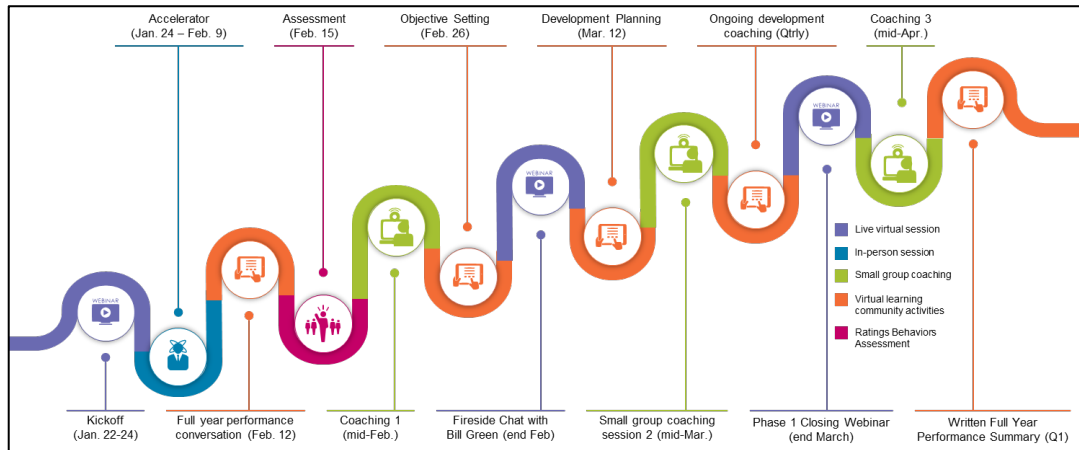 Accelerator
(Jan. 24 – Feb. 9)
Assessment
(Feb. 15)
Objective Setting
(Feb. 26)
Development Planning
(Mar. 12)
Ongoing development
coaching (Qtrly)
Coaching 3
(mid-Apr.)
WEBINAR
WEBINAR
WEBINAR
Live virtual session
In-person session
Small group coaching
Virtual learning
community activities
Ratings Behaviors
Assessment
Kickoff
(Jan. 22-24)
Full year performance
conversation (Feb. 12)
Coaching 1
(mid-Feb.)
Fireside Chat with
Bill Green (end Feb)
Small group coaching
session 2 (mid-Mar.)
Phase 1 Closing Webinar
(end March)
Written Full Year
Performance Summary (Q1)